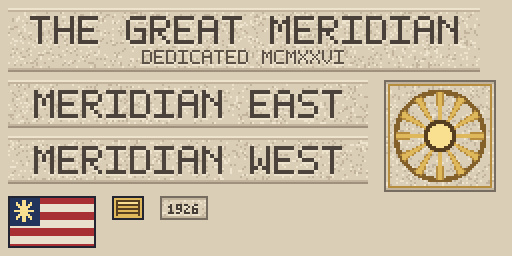 THE GREAT MERIDIAN
DEDICATED MCMXXVI
MERIDIAN EAST
MERIDIAN WEST
1926